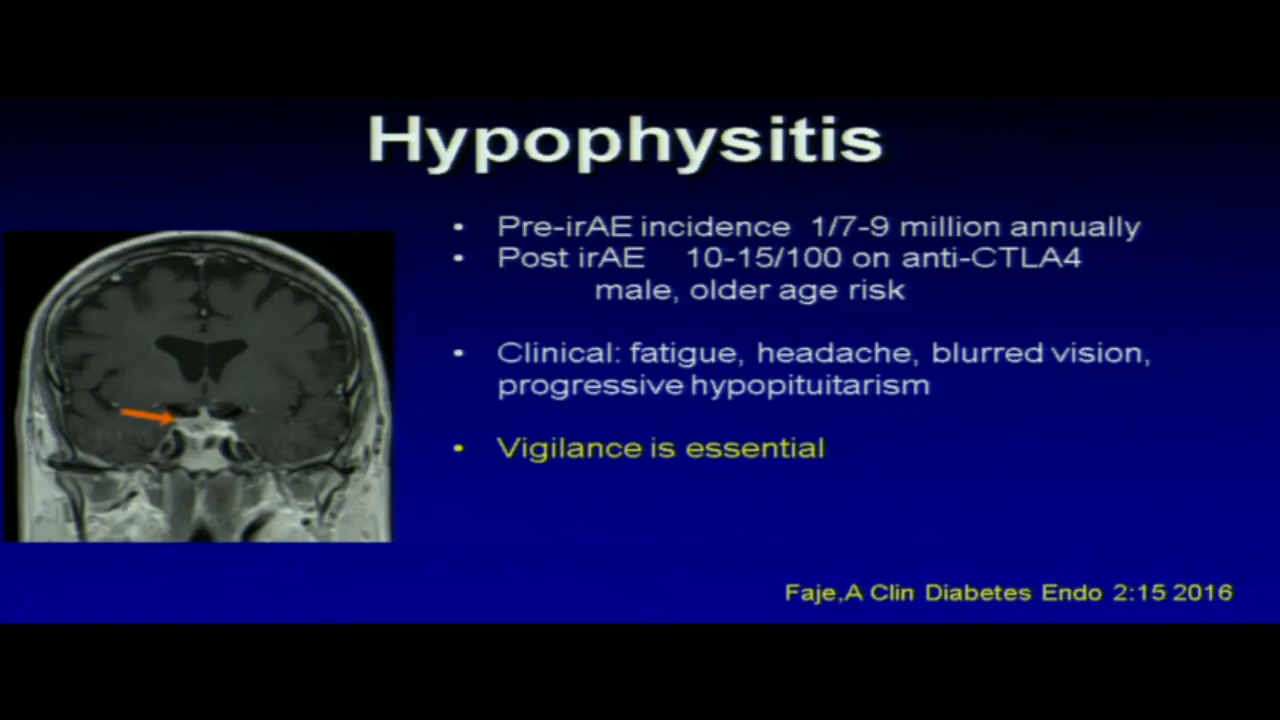 Hypophysitis
• Pre-irAE incidence 1/7-9 million annually
• Post irAE 10-15/100 on anti-CTLA4
male, older age risk
• Clinical: fatigue, headache, blurred vision,
progressive hypopituitarism
• Vigilance is essential
Faje,A Clin Diabetes Endo 2:15 2016